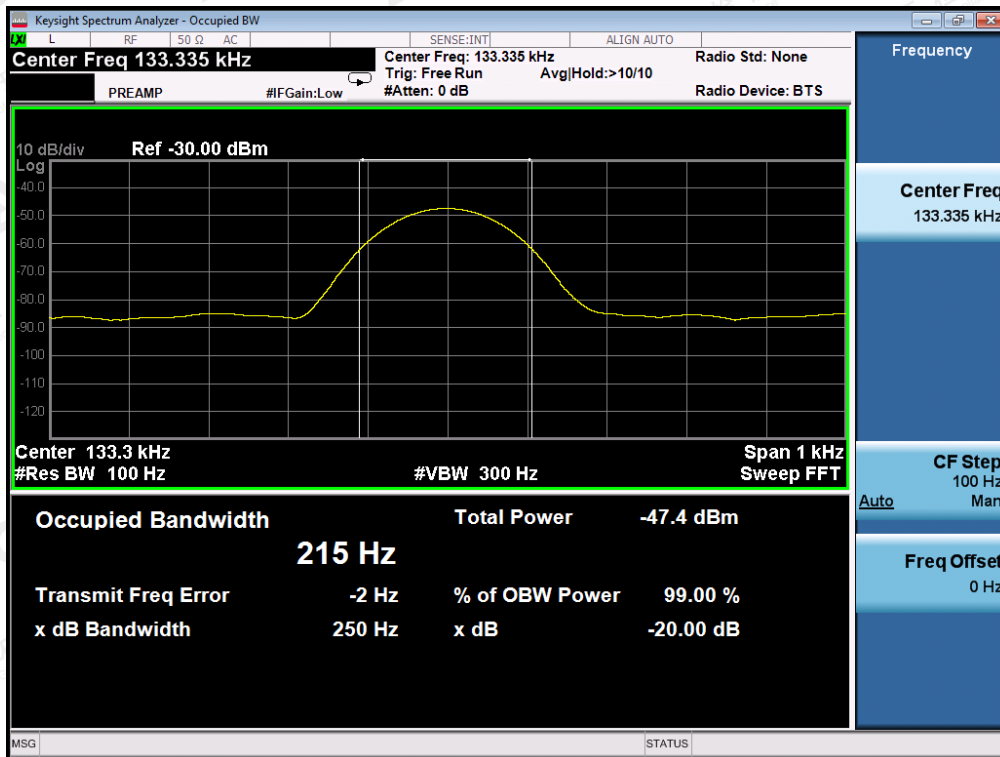 Keysight Spectrum Analyzer - Occupied BW
LXI L RF 50 Ω AC SENSE:INT ALIGN AUTO
Center Freq 133.335 kHz
PREAMP #IFGain:Low
Center Freq: 133.335 kHz
Trig: Free Run Avg|Hold:>10/10
#Atten: 0 dB
Radio Std: None
Radio Device: BTS
10 dB/div Ref -30.00 dBm
Log
-40.0
-50.0
-60.0
-70.0
-80.0
-90.0
-100
-110
-120
Center 133.3 kHz Span 1 kHz
#Res BW 100 Hz #VBW 300 Hz Sweep FFT
Occupied Bandwidth Total Power -47.4 dBm
215 Hz
Transmit Freq Error -2 Hz % of OBW Power 99.00 %
x dB Bandwidth 250 Hz x dB -20.00 dB
MSG STATUS
Frequency
Center Freq
133.335 kHz
CF Step
100 Hz
Auto Man
Freq Offset
0 Hz